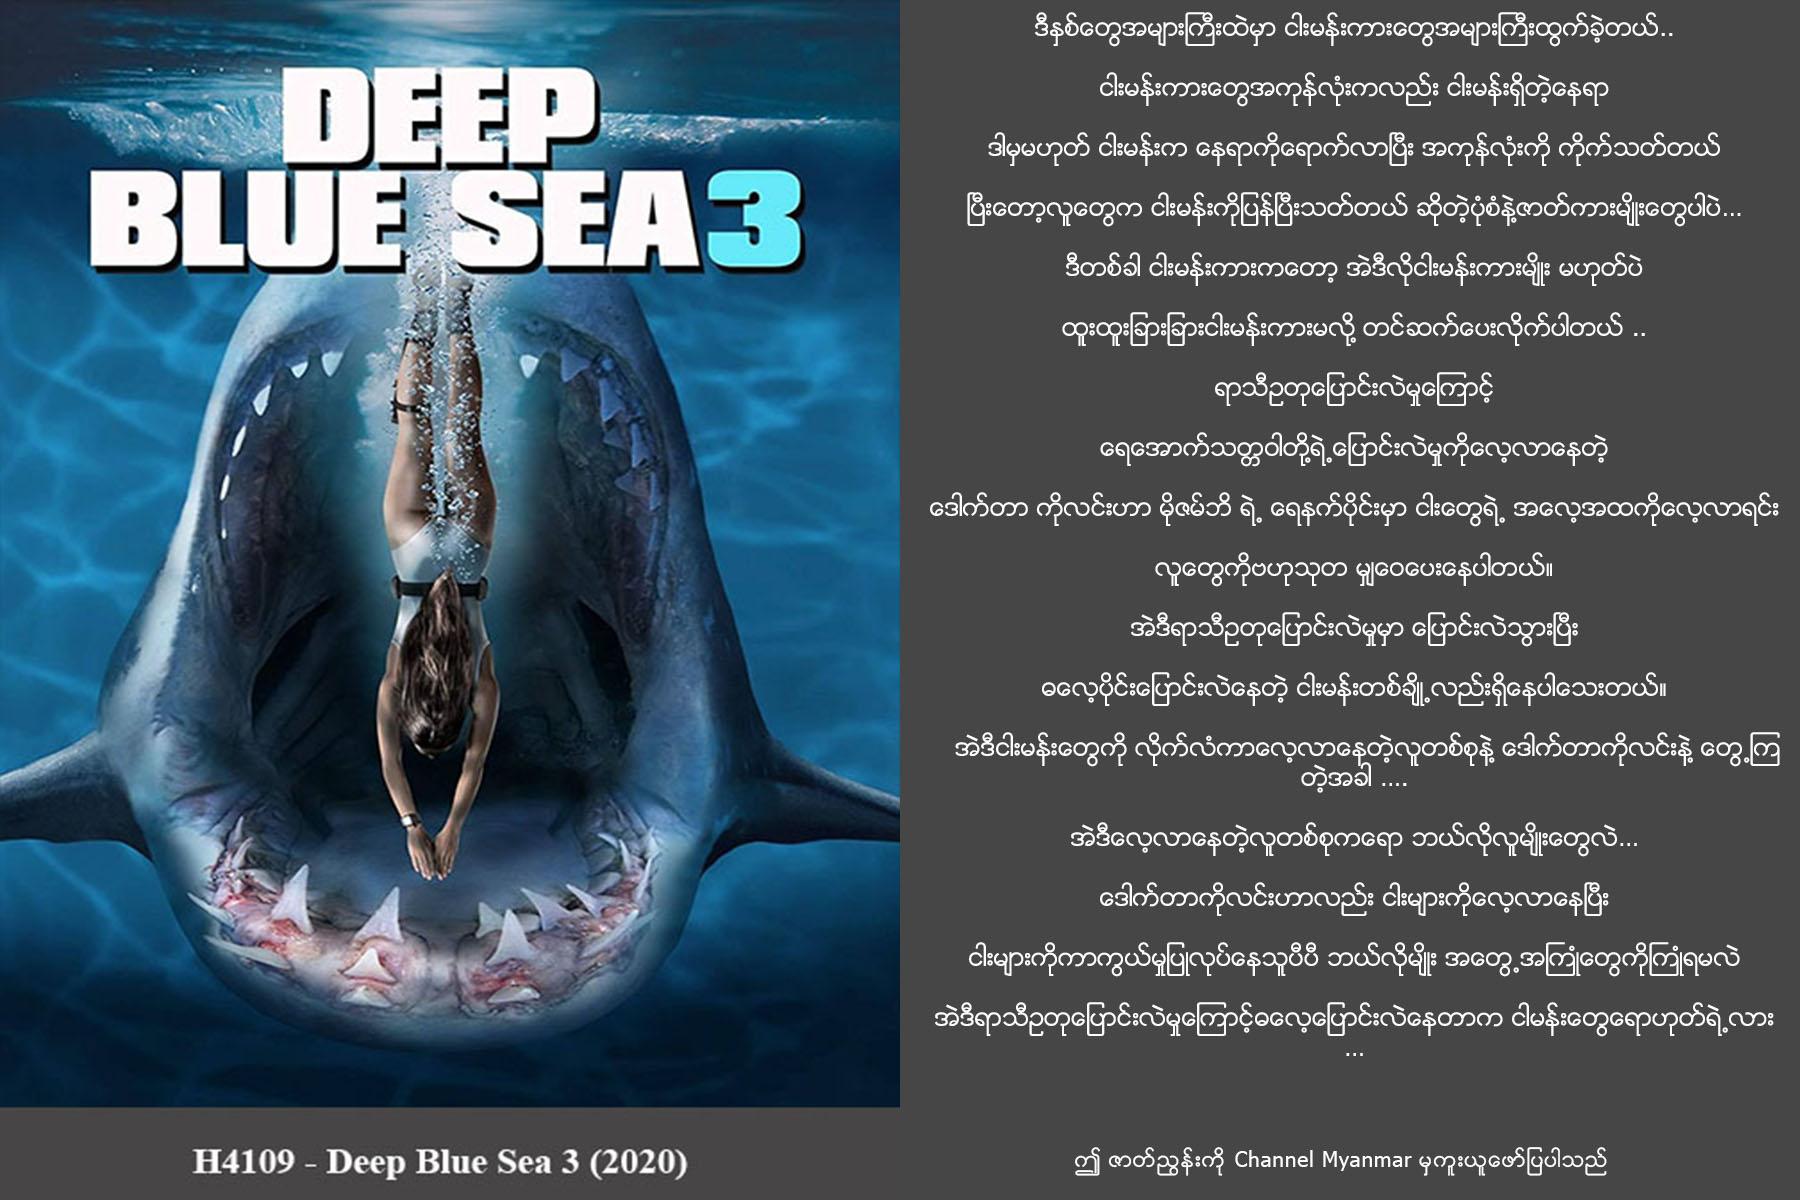 DEEP
BLUE SEA 3
H4109 - Deep Blue Sea 3 (2020)
ဒီနှစ်တွေအများကြီးထဲမှာ ငါးမန်းကားတွေအများကြီးထွက်ခဲ့တယ်..
ငါးမန်းကားတွေအကုန်လုံးကလည်း ငါးမန်းရှိတဲ့နေရာ
ဒါမှမဟုတ် ငါးမန်းက နေရာကိုရောက်လာပြီး အကုန်လုံးကို ကိုက်သတ်တယ်
ပြီးတော့လူတွေက ငါးမန်းကိုပြန်ပြီးသတ်တယ် ဆိုတဲ့ပုံစံနဲ့ဇာတ်ကားမျိုးတွေပါပဲ...
ဒီတစ်ခါ ငါးမန်းကားကတော့ အဲဒီလိုငါးမန်းကားမျိုး မဟုတ်ပဲ
ထူးထူးခြားခြားငါးမန်းကားမလို့ တင်ဆက်ပေးလိုက်ပါတယ် ..
ရာသီဥတုပြောင်းလဲမှုကြောင့်
ရေအောက်သတ္တဝါတို့ရဲ့ပြောင်းလဲမှုကိုလေ့လာနေတဲ့
ဒေါက်တာ ကိုလင်းဟာ မိုဇမ်ဘိ ရဲ့ ရေနက်ပိုင်းမှာ ငါးတွေရဲ့ အလေ့အထကိုလေ့လာရင်း
လူတွေကိုဗဟုသုတ မျှဝေပေးနေပါတယ်။
အဲဒီရာသီဥတုပြောင်းလဲမှုမှာ ပြောင်းလဲသွားပြီး
ဓလေ့ပိုင်းပြောင်းလဲနေတဲ့ ငါးမန်းတစ်ချို့လည်းရှိနေပါသေးတယ်။
အဲဒီငါးမန်းတွေကို လိုက်လံကာလေ့လာနေတဲ့လူတစ်စုနဲ့ ဒေါက်တာကိုလင်းနဲ့ တွေ့ကြ
တဲ့အခါ ....
အဲဒီလေ့လာနေတဲ့လူတစ်စုကရော ဘယ်လိုလူမျိုးတွေလဲ...
ဒေါက်တာကိုလင်းဟာလည်း ငါးများကိုလေ့လာနေပြီး
ငါးများကိုကာကွယ်မှုပြုလုပ်နေသူပီပီ ဘယ်လိုမျိုး အတွေ့အကြုံတွေကိုကြုံရမလဲ
အဲဒီရာသီဥတုပြောင်းလဲမှုကြောင့်ဓလေ့ပြောင်းလဲနေတာက ငါမန်းတွေရောဟုတ်ရဲ့လား
...
ဤ ဇာတ်ညွှန်းကို Channel Myanmar မှကူးယူဖော်ပြပါသည်